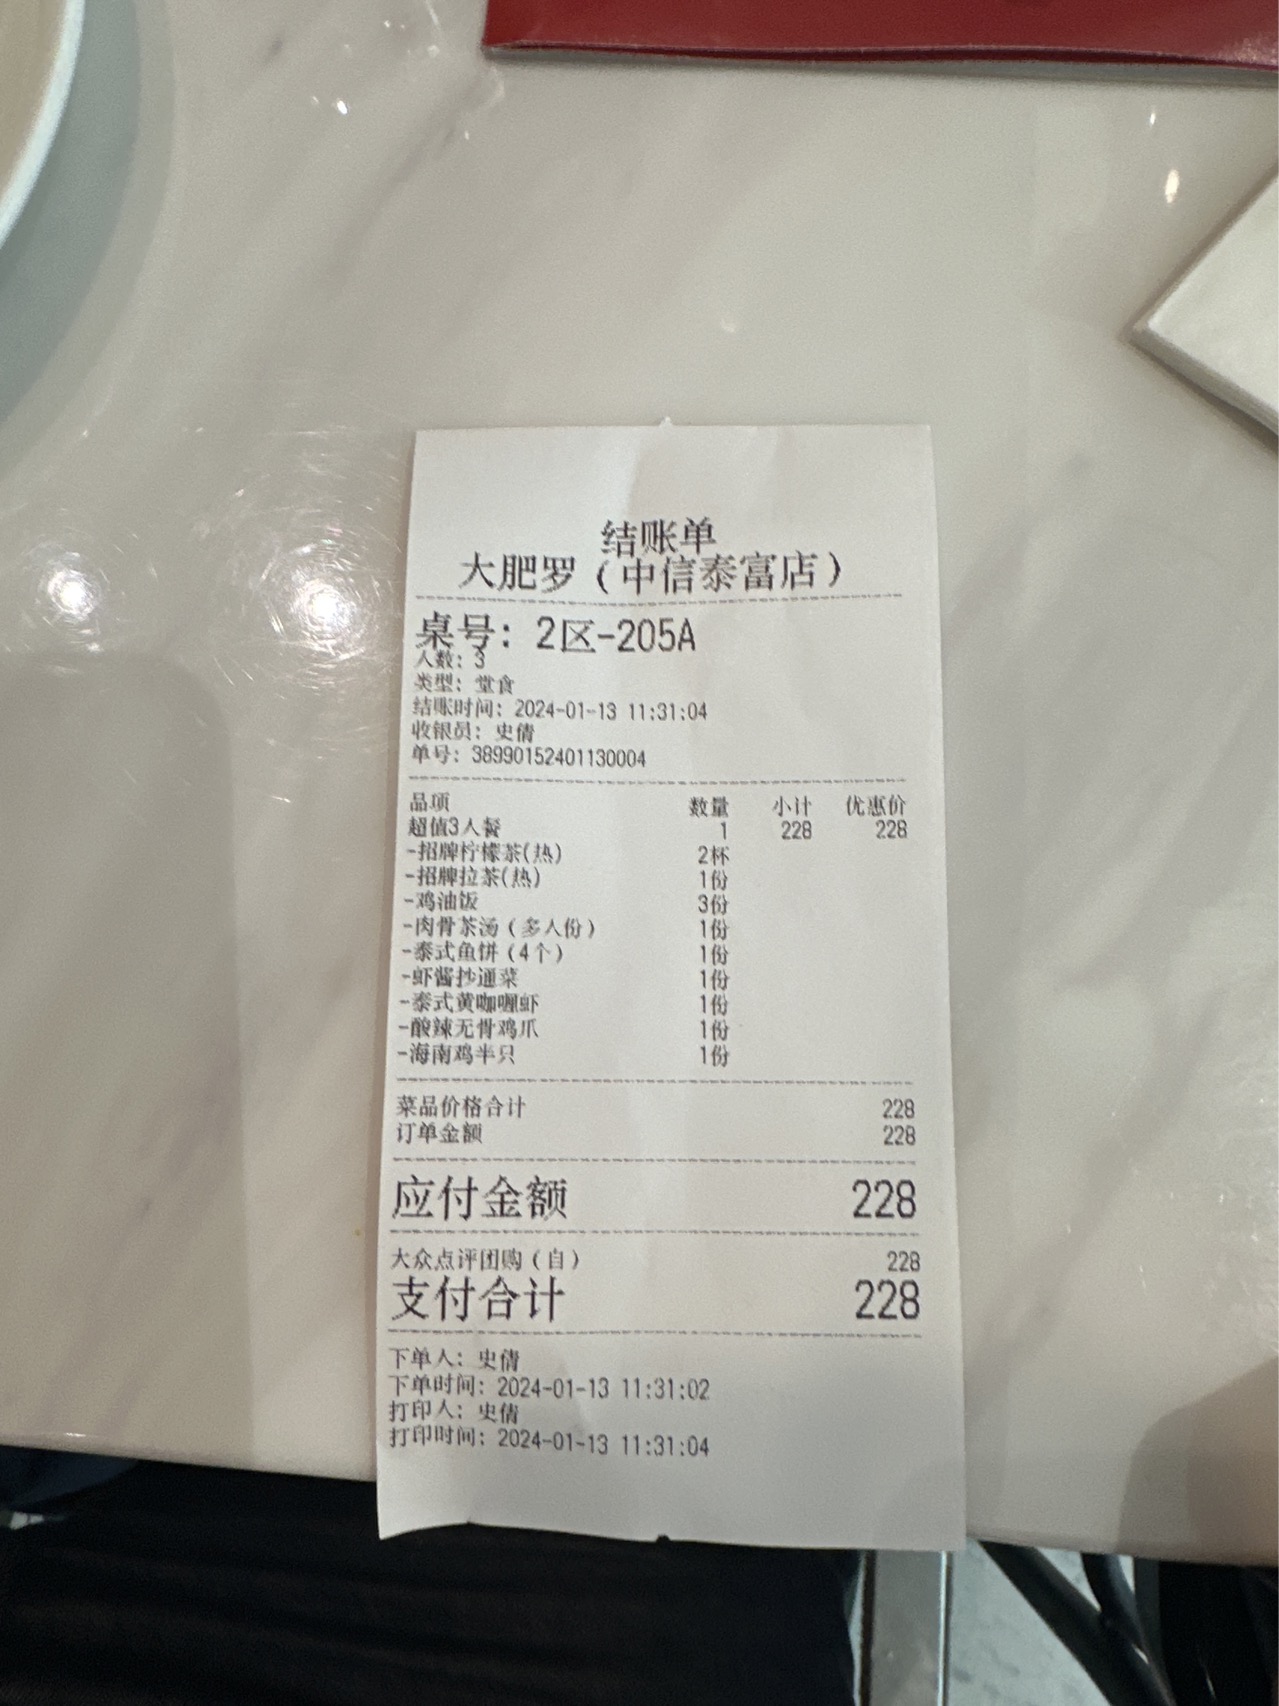 结账单
大肥罗（中信泰富店）
桌号：2区-205A
人数：3
类型：堂食
结账时间：2024-01-13 11:31:04
收银员：史倩
单号：38990152401130004
品项 数量 小计 优惠价
超值3人餐 1 228 228
-招牌柠檬茶(热) 2杯
-招牌拉茶(热) 1份
-鸡油饭 3份
-肉骨茶汤（多人份） 1份
-泰式鱼饼（4个） 1份
-虾酱抄通菜 1份
-泰式黄咖喱虾 1份
-酸辣无骨鸡爪 1份
-海南鸡半只 1份
菜品价格合计 228
订单金额 228
应付金额 228
大众点评团购（自） 228
支付合计 228
下单人：史倩
下单时间：2024-01-13 11:31:02
打印人：史倩
打印时间：2024-01-13 11:31:04